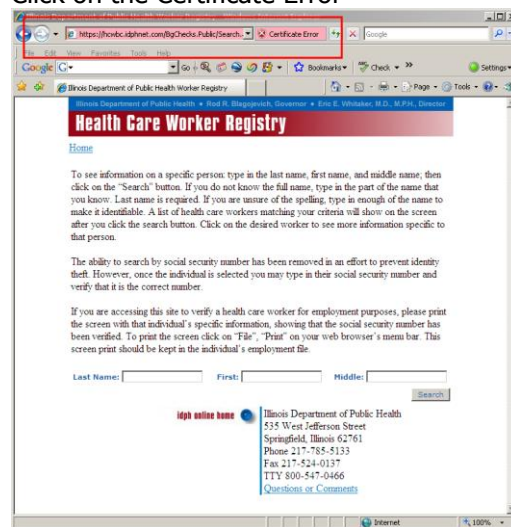 Click on the Certificate Error
https://hcwbc.idphnet.com/BgChecks.Public/Search. Certificate Error Google
File Edit View Favorites Tools Help
Google G Go Bookmarks Check Settings
Illinois Department of Public Health Worker Registry Page Tools
Illinois Department of Public Health Rod R. Blagojevich, Governor Eric E. Whitaker, M.D., M.P.H., Director
Health Care Worker Registry
Home
To see information on a specific person: type in the last name, first name, and middle name; then
click on the “Search” button. If you do not know the full name, type in the part of the name that
you know. Last name is required. If you are unsure of the spelling, type in enough of the name to
make it identifiable. A list of health care workers matching your criteria will show on the screen
after you click the search button. Click on the desired worker to see more information specific to
that person.
The ability to search by social security number has been removed in an effort to prevent identity
theft. However, once the individual is selected you may type in their social security number and
verify that it is the correct number.
If you are accessing this site to verify a health care worker for employment purposes, please print
the screen with that individual’s specific information, showing that the social security number has
been verified. To print the screen click on “File”, “Print” on your web browser’s menu bar. This
screen print should be kept in the individual’s employment file.
Last Name: First: Middle:
Search
idph online home
Illinois Department of Public Health
535 West Jefferson Street
Springfield, Illinois 62761
Phone 217-785-5133
Fax 217-524-0137
TTY 800-547-0466
Questions or Comments
Internet 100%